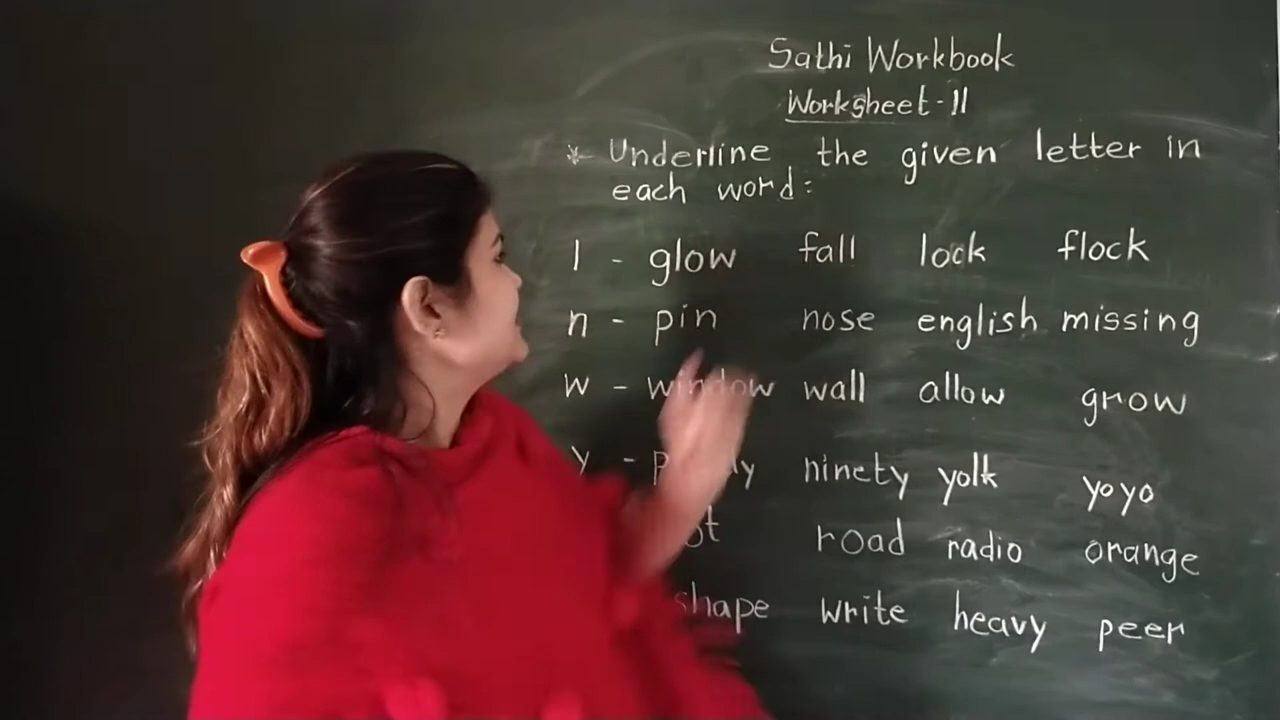 Sathi Workbook
Worksheet-11
* Underline the given letter in
each word:
l - glow fall lock flock
n - pin nose english missing
w - window wall allow grow
y - ninety yolk yoyo
road radio orange
shape write heavy peer